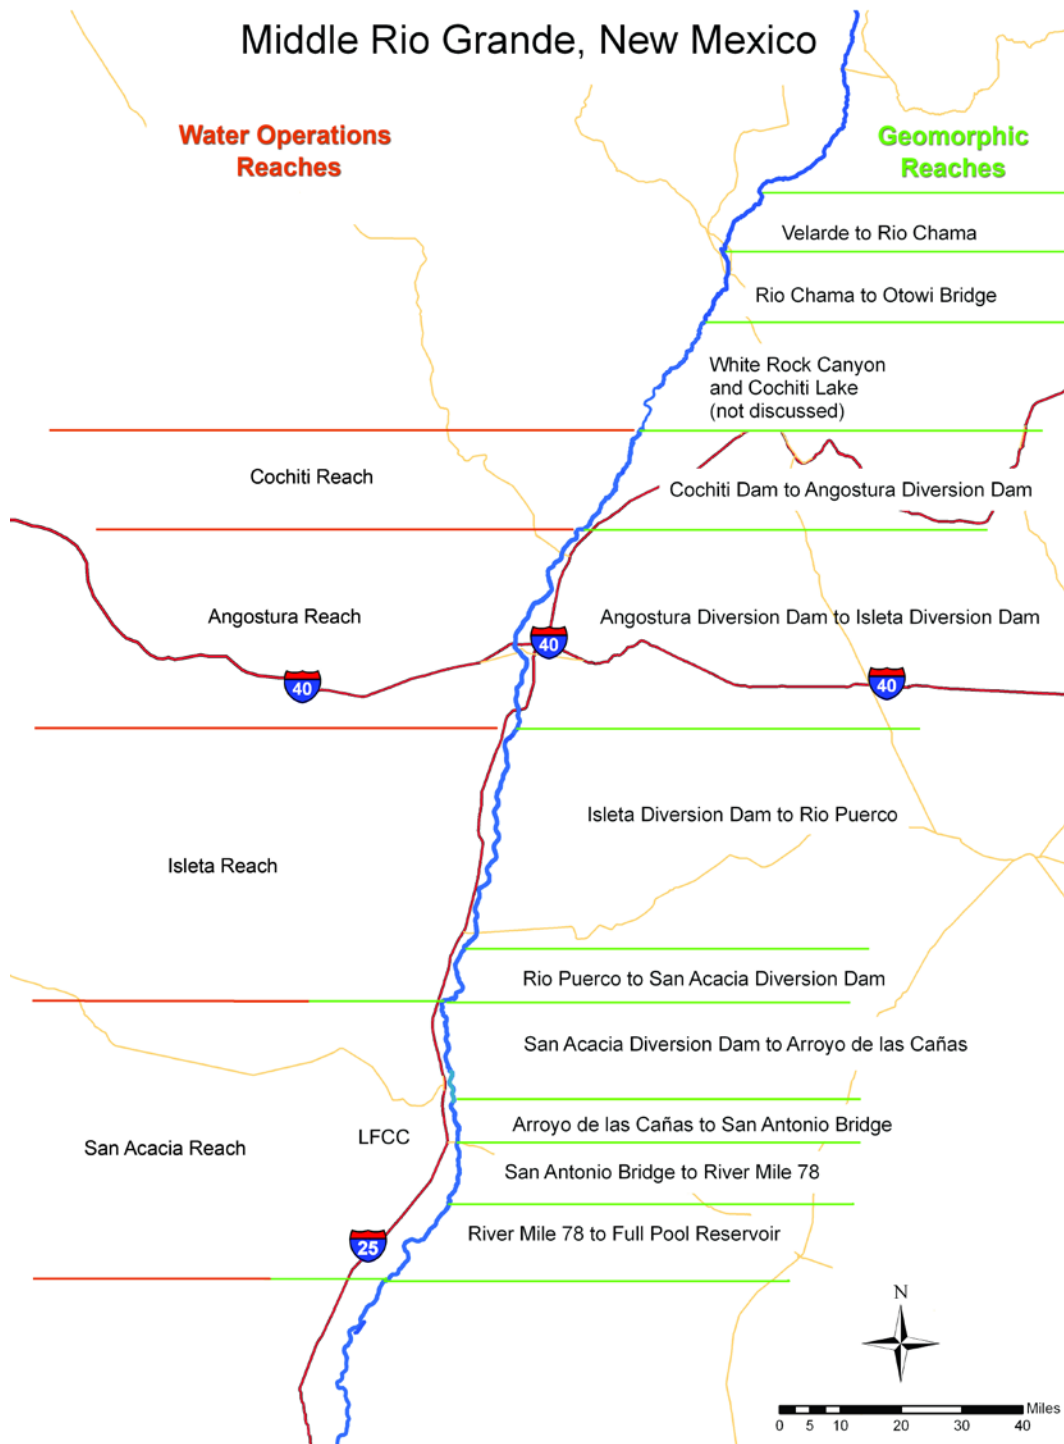 Middle Rio Grande, New Mexico
Water Operations
Reaches
Geomorphic
Reaches
Velarde to Rio Chama
Rio Chama to Otowi Bridge
White Rock Canyon
and Cochiti Lake
(not discussed)
Cochiti Reach
Cochiti Dam to Angostura Diversion Dam
Angostura Reach
Angostura Diversion Dam to Isleta Diversion Dam
40
40
40
Isleta Diversion Dam to Rio Puerco
Isleta Reach
Rio Puerco to San Acacia Diversion Dam
San Acacia Diversion Dam to Arroyo de las Cañas
Arroyo de las Cañas to San Antonio Bridge
LFCC
San Acacia Reach
San Antonio Bridge to River Mile 78
River Mile 78 to Full Pool Reservoir
25
N
Miles
0 5 10 20 30 40